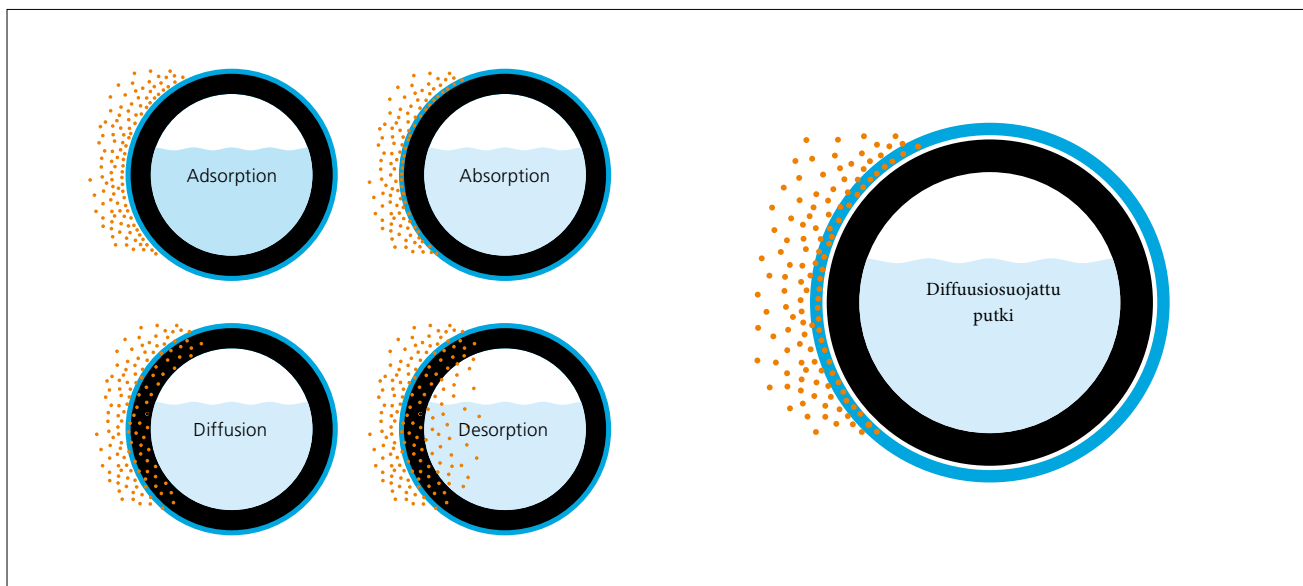 Adsorption
Absorption
Diffusion
Desorption
Diffuusiosuojattu
putki